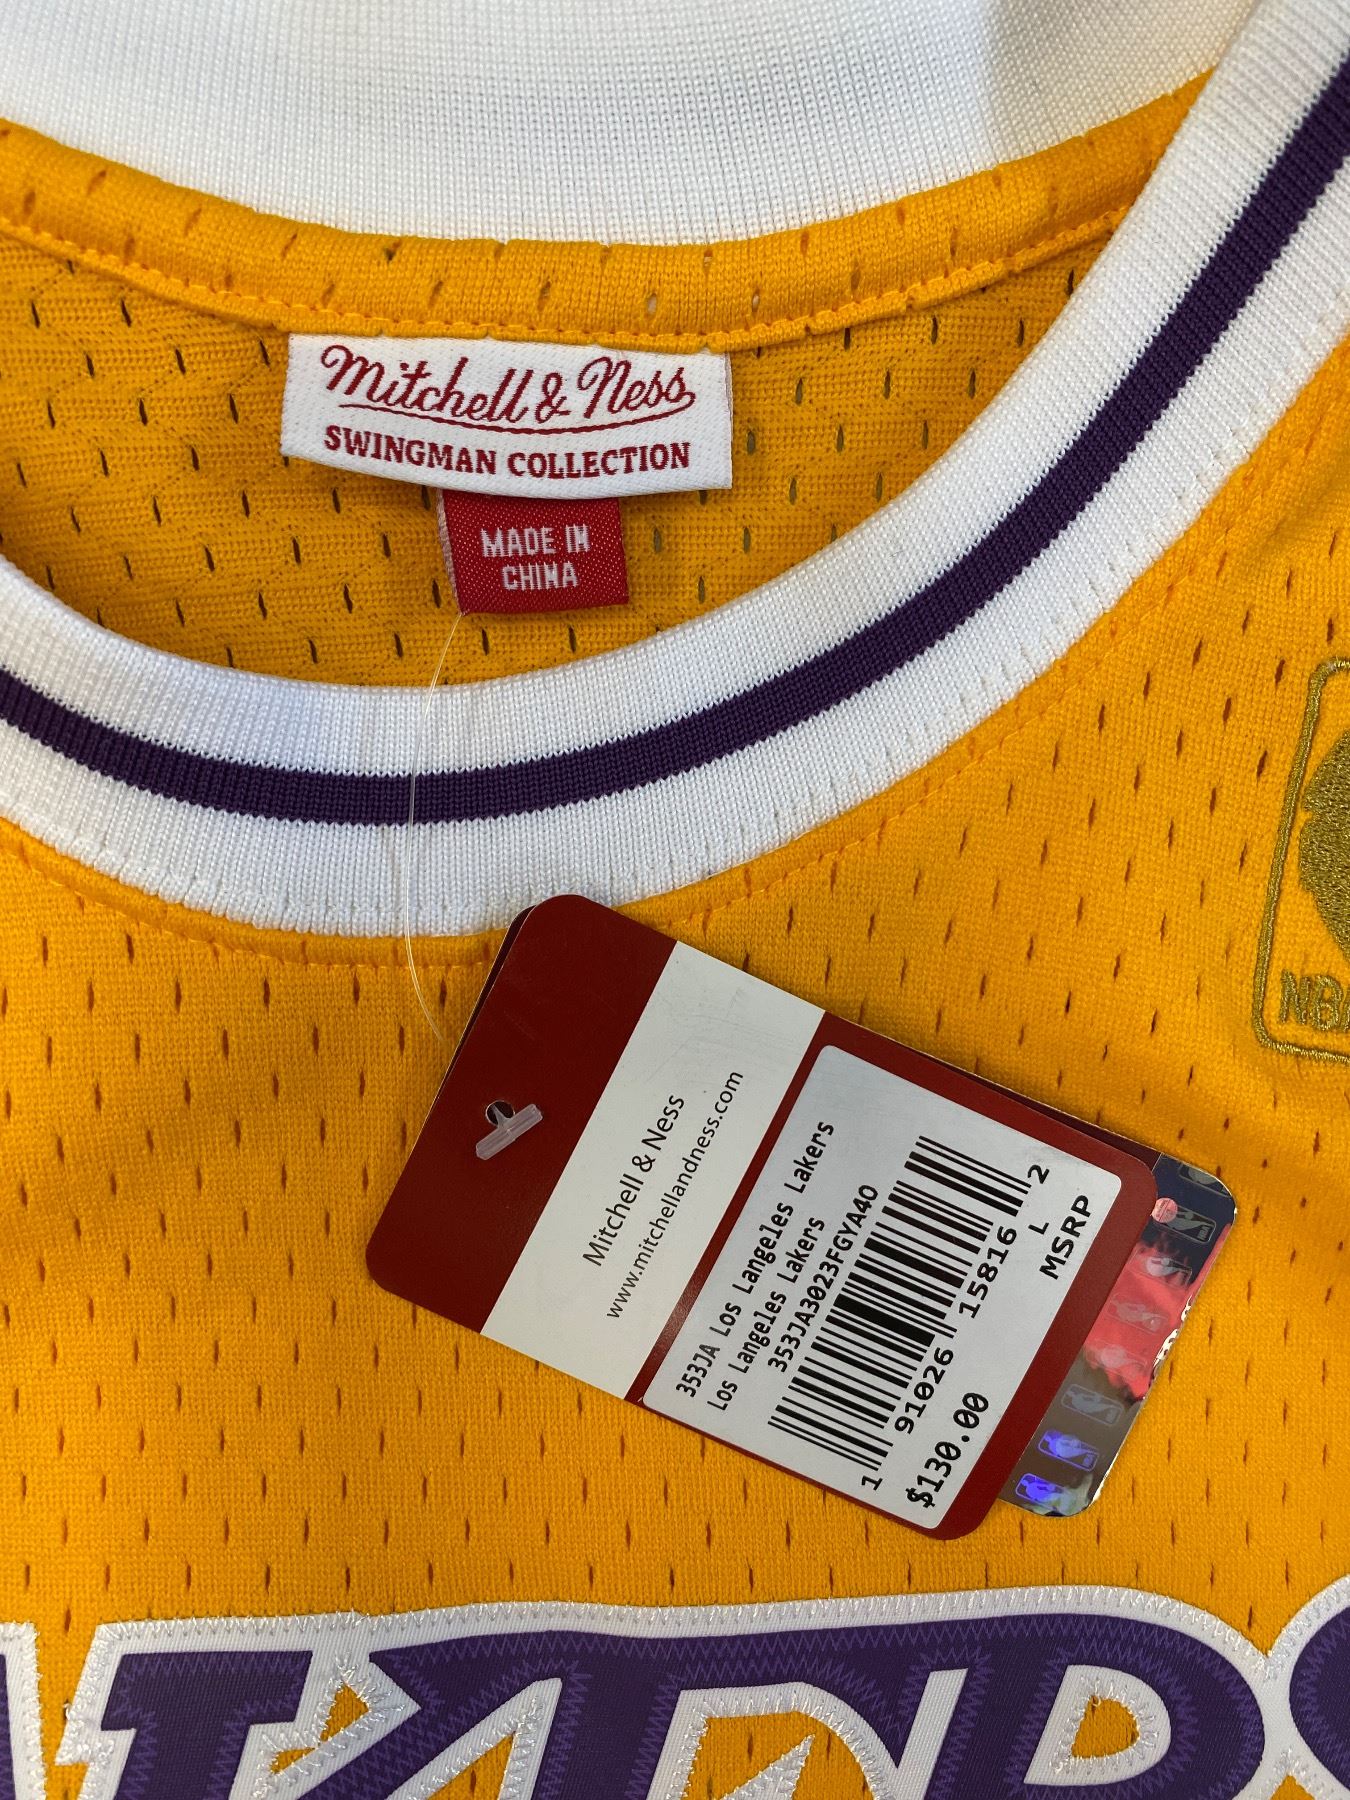 Mitchell & Ness
SWINGMAN COLLECTION
MADE IN
CHINA
Mitchell & Ness
www.mitchellandness.com
353JA Los Langeles Lakers
Los Langeles Lakers
353JA3023FGYA40
1 91026 15816 2
L
$130.00 MSRP